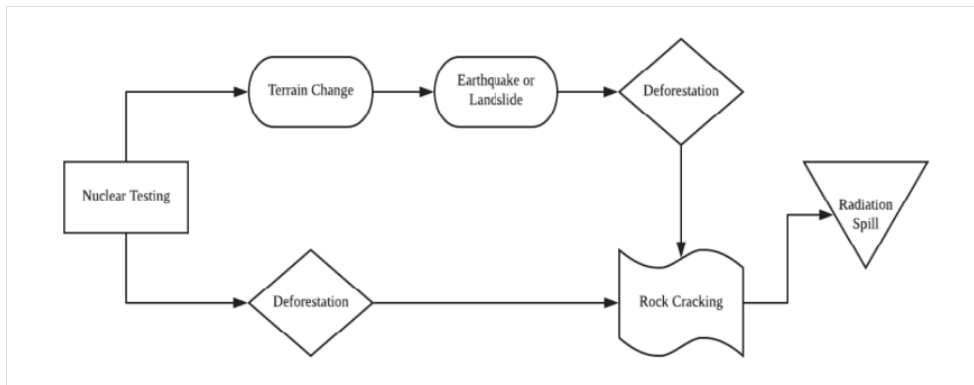 Terrain Change
Earthquake or
Landslide
Deforestation
Nuclear Testing
Radiation
Spill
Deforestation
Rock Cracking